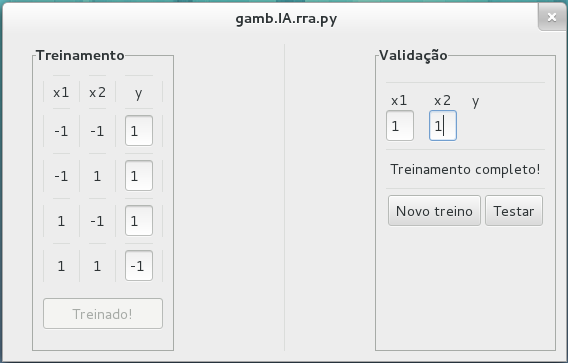 gamb.IA.rra.py
Treinamento
x1 x2 y
-1 -1 1
-1 1 1
1 -1 1
1 1 -1
Treinado!
Validação
x1 x2 y
1 1
Treinamento completo!
Novo treino Testar